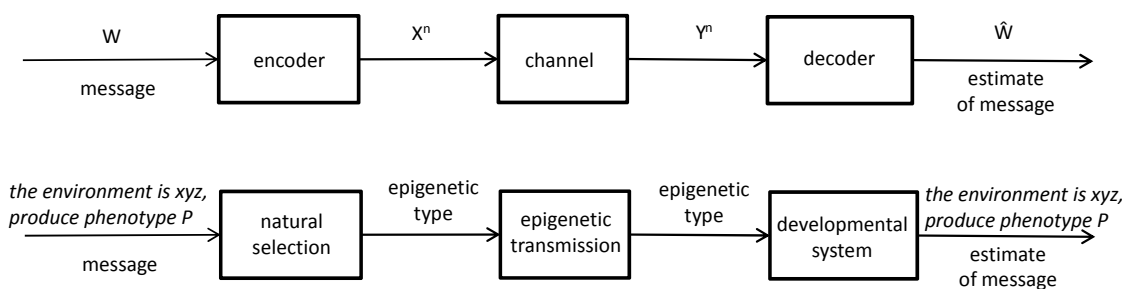 W
message
encoder
Xⁿ
channel
Yⁿ
decoder
Ŵ
estimate
of message
the environment is xyz,
produce phenotype P
message
natural
selection
epigenetic
type
epigenetic
transmission
epigenetic
type
developmental
system
the environment is xyz,
produce phenotype P
estimate
of message